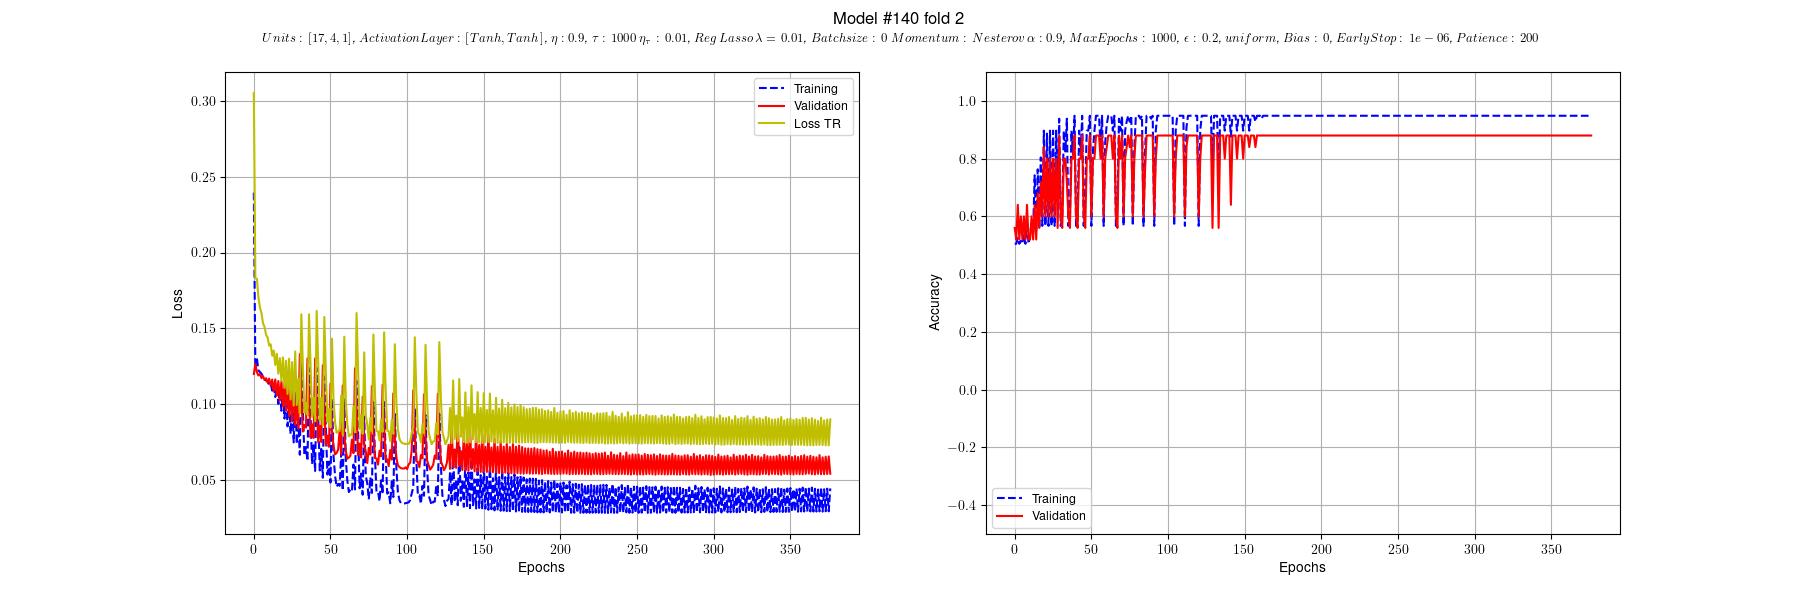 Model #140 fold 2
Units : [17, 4, 1], ActivationLayer : [Tanh, Tanh], η : 0.9, τ : 1000 η_τ : 0.01, Reg Lasso λ = 0.01, Batchsize : 0 Momentum : Nesterov α : 0.9, MaxEpochs : 1000, ϵ : 0.2, uniform, Bias : 0, EarlyStop : 1e − 06, Patience : 200
Loss
0.30
0.25
0.20
0.15
0.10
0.05
0 50 100 150 200 250 300 350
Epochs
Training
Validation
Loss TR
Accuracy
1.0
0.8
0.6
0.4
0.2
0.0
−0.2
−0.4
0 50 100 150 200 250 300 350
Epochs
Training
Validation